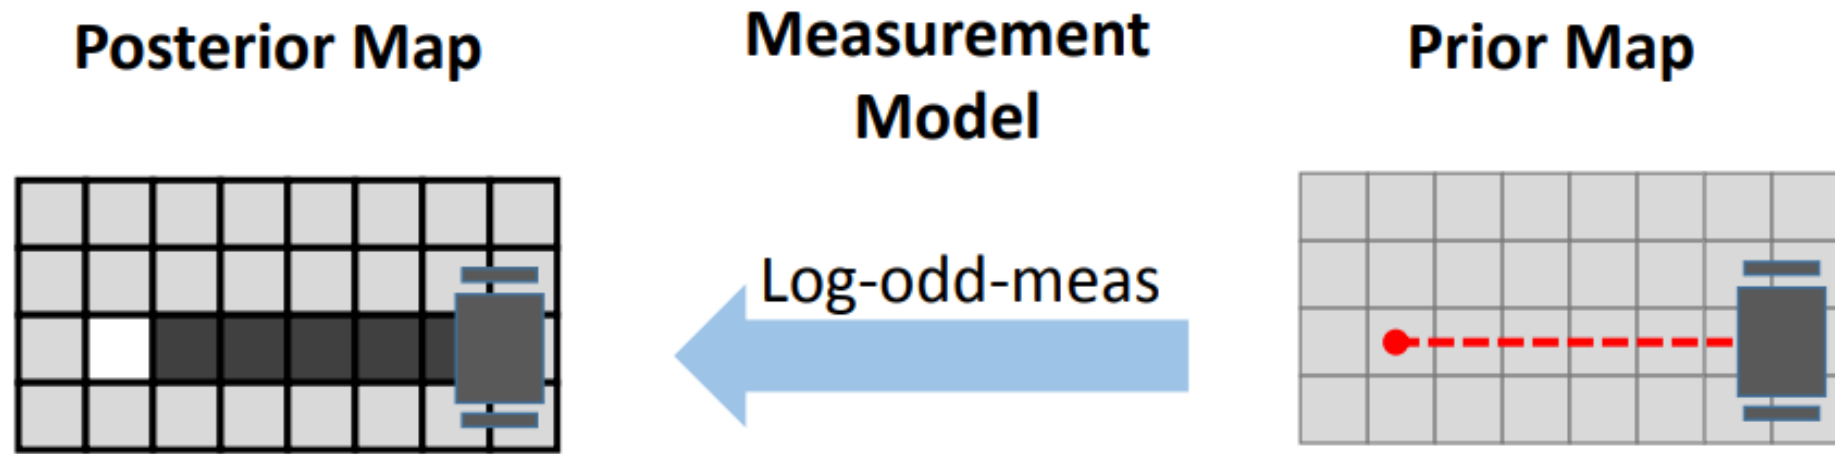 Posterior Map
Measurement
Model
Prior Map
Log-odd-meas